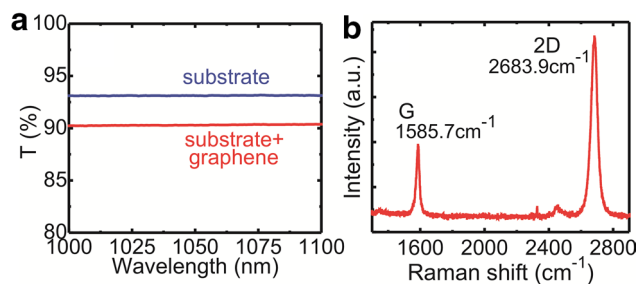 a
100
95
90
85
80
T (%)
substrate
substrate+
graphene
1000 1025 1050 1075 1100
Wavelength (nm)
b
2D
2683.9cm⁻¹
G
1585.7cm⁻¹
Intensity (a.u.)
1600 2000 2400 2800
Raman shift (cm⁻¹)